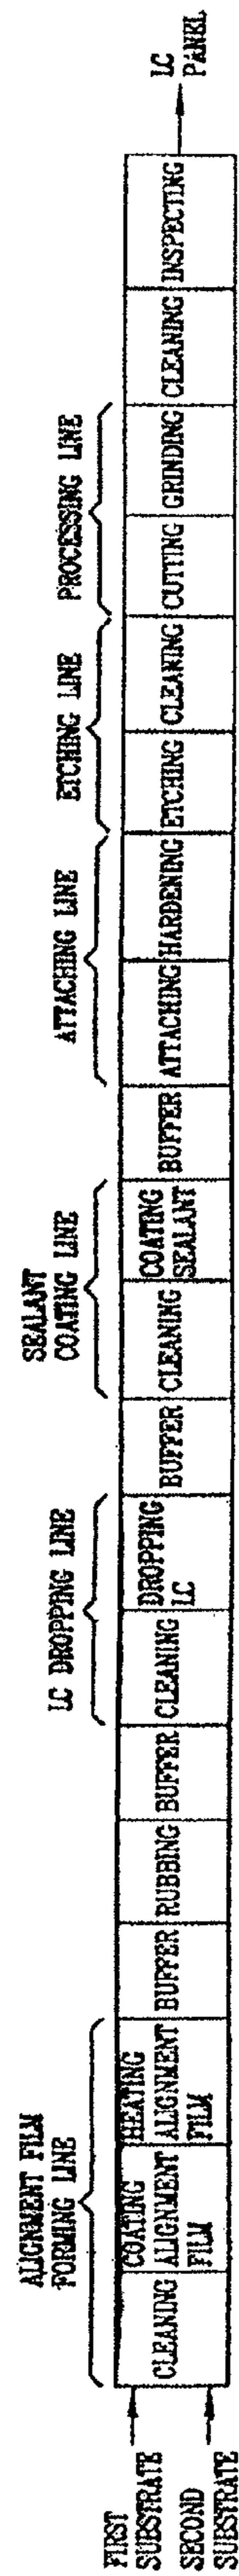 FIRST
SUBSTRATE
SECOND
SUBSTRATE
ALIGNMENT FILM
FORMING LINE
CLEANING
COATING
ALIGNMENT
FILM
HEATING
ALIGNMENT
FILM
BUFFER
RUBBING
BUFFER
LC DROPPING LINE
CLEANING
DROPPING
LC
BUFFER
SEALANT
COATING LINE
CLEANING
COATING
SEALANT
BUFFER
ATTACHING LINE
ATTACHING
HARDENING
ETCHING LINE
ETCHING
CLEANING
PROCESSING LINE
CUTTING
GRINDING
CLEANING
INSPECTING
LC
PANEL